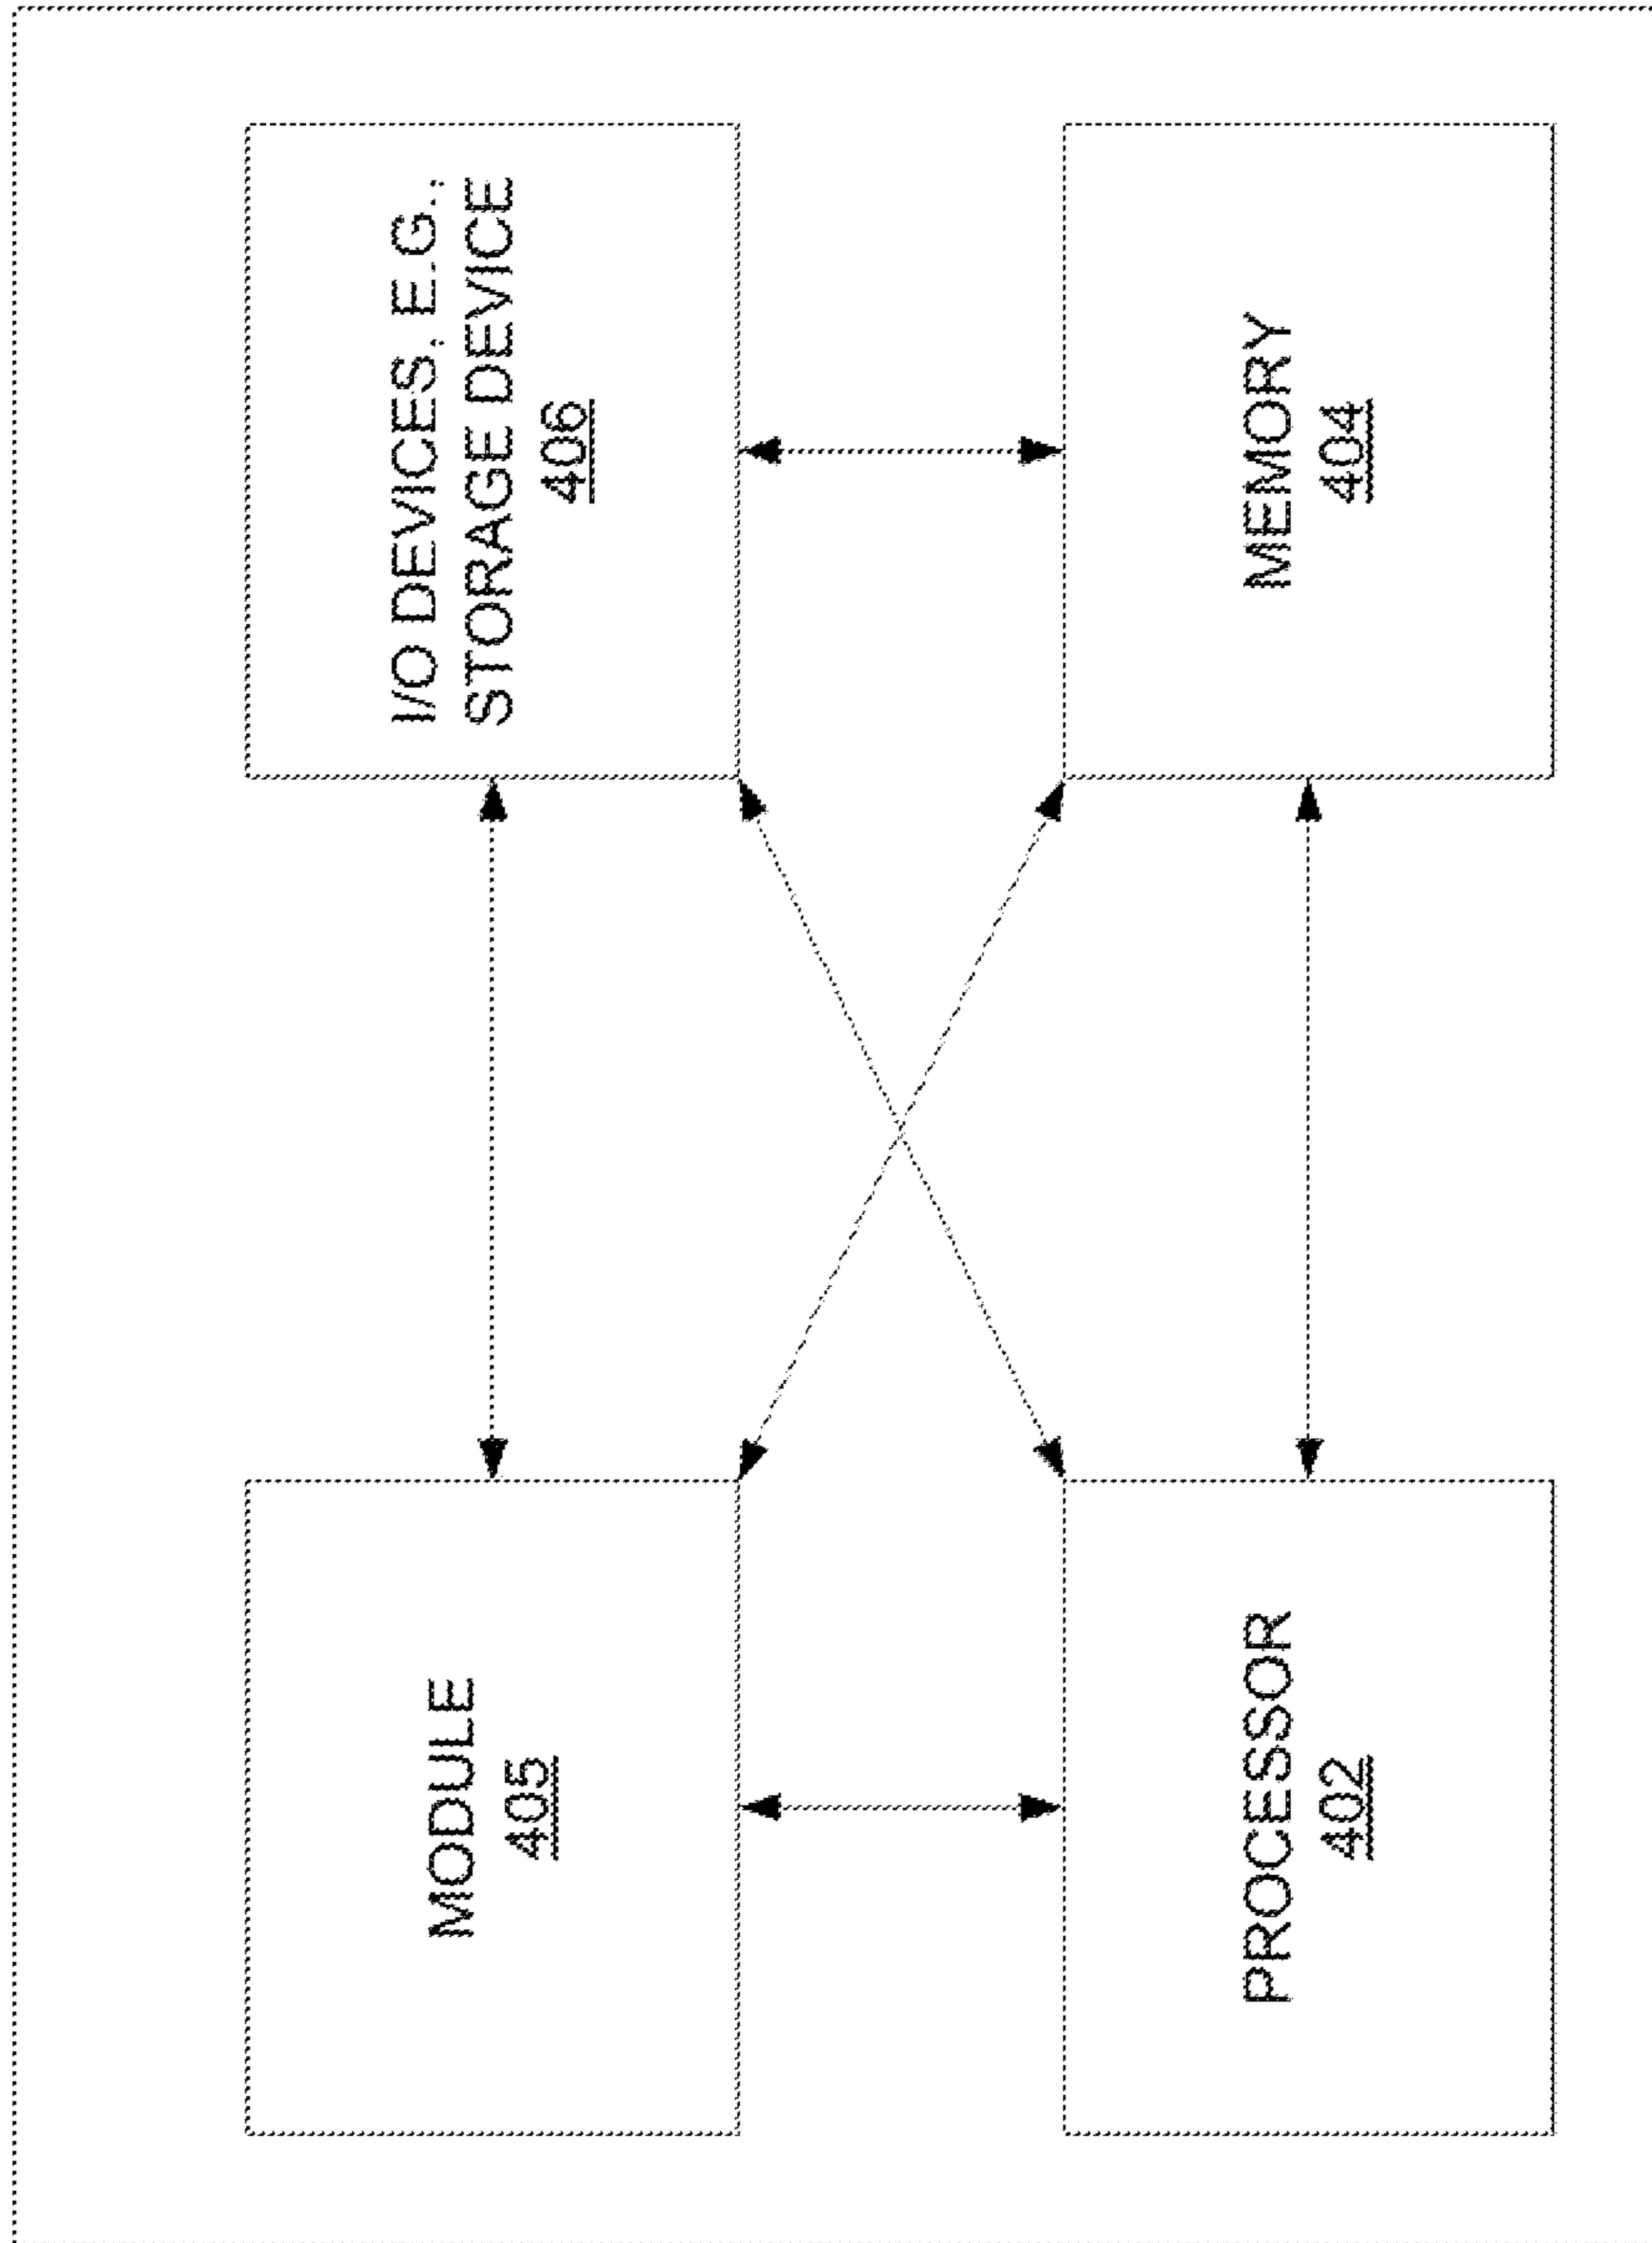 MODULE
405
I/O DEVICES, E.G.,
STORAGE DEVICE
406
PROCESSOR
402
MEMORY
404